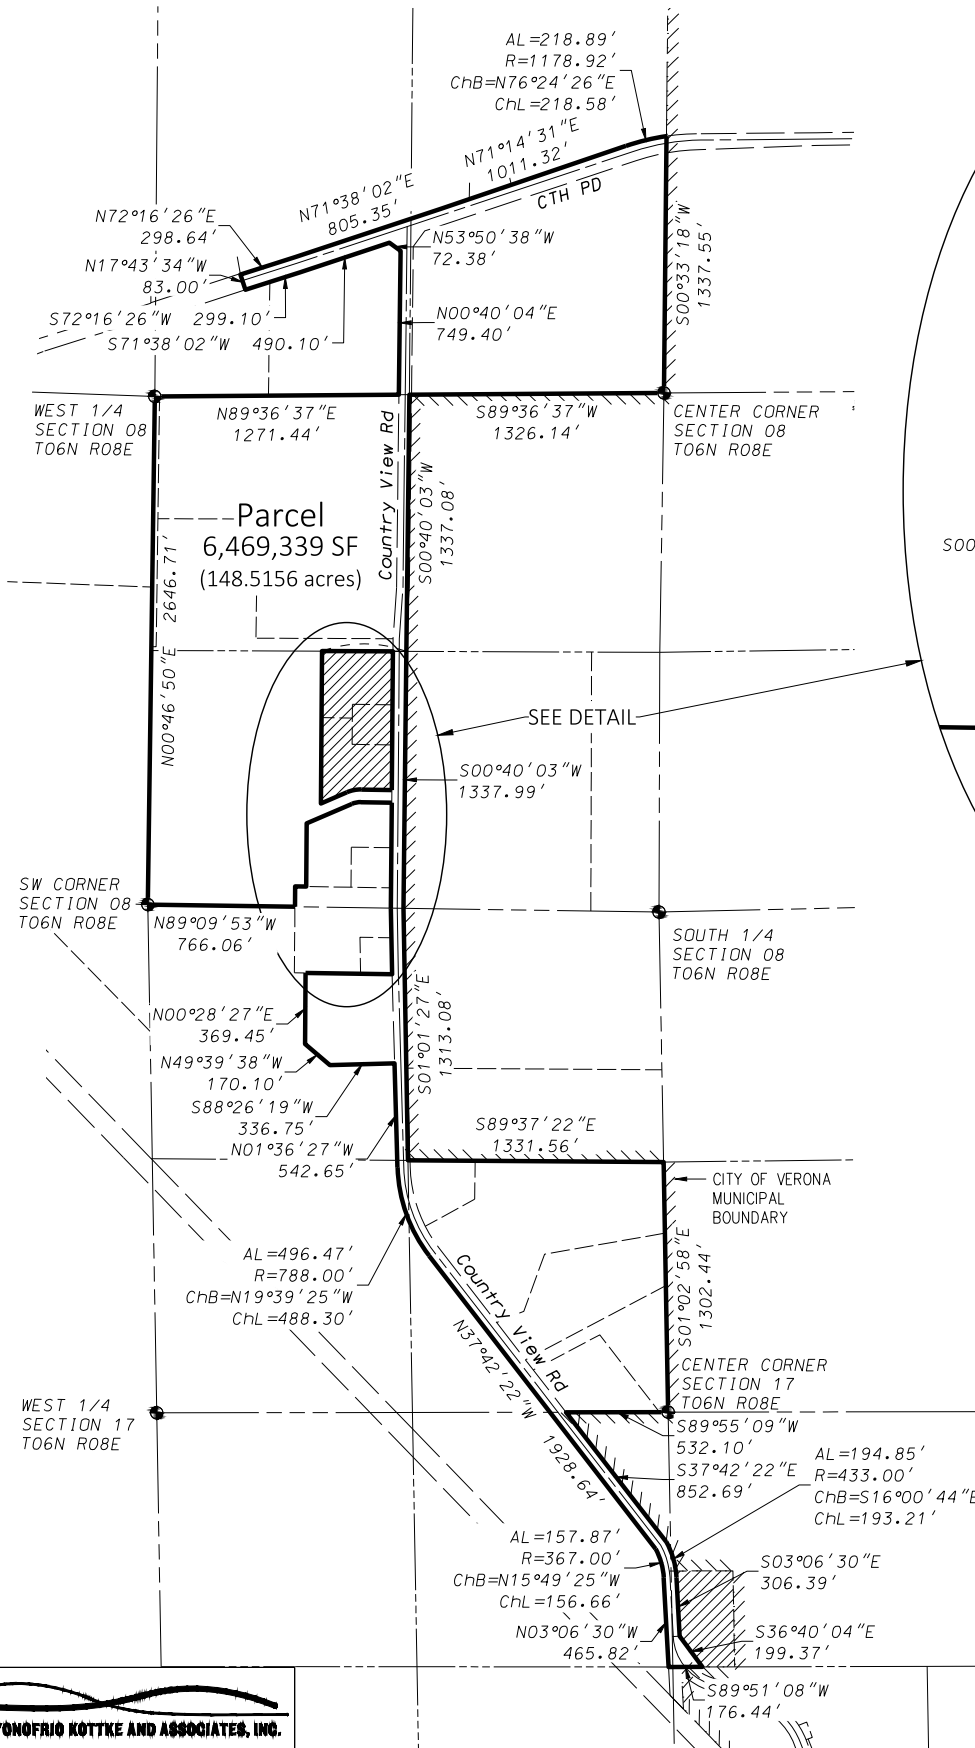 AL=218.89'
R=1178.92'
ChB=N76°24'26"E
ChL=218.58'
N71°14'31"E
1011.32'
CTH PD
N71°38'02"E
805.35'
N72°16'26"E
298.64'
N17°43'34"W
83.00'
S72°16'26"W 299.10'
S71°38'02"W 490.10'
N53°50'38"W
72.38'
N00°40'04"E
749.40'
S00°33'18"W
1337.55'
WEST 1/4
SECTION 08
T06N R08E
N89°36'37"E
1271.44'
Country View Rd
S89°36'37"W
1326.14'
CENTER CORNER
SECTION 08
T06N R08E
S00°40'03"W
1337.08'
Parcel
6,469,339 SF
(148.5156 acres)
S00
N00°46'50"E 2646.71'
SEE DETAIL
S00°40'03"W
1337.99'
SW CORNER
SECTION 08
T06N R08E
N89°09'53"W
766.06'
SOUTH 1/4
SECTION 08
T06N R08E
N00°28'27"E
369.45'
N49°39'38"W
170.10'
S88°26'19"W
336.75'
N01°36'27"W
542.65'
S01°01'27"E
1313.08'
S89°37'22"E
1331.56'
CITY OF VERONA
MUNICIPAL
BOUNDARY
AL=496.47'
R=788.00'
ChB=N19°39'25"W
ChL=488.30'
Country View Rd
N37°42'22"W 1928.64'
S01°02'58"E
1302.44'
CENTER CORNER
SECTION 17
T06N R08E
WEST 1/4
SECTION 17
T06N R08E
S89°55'09"W
532.10'
S37°42'22"E
852.69'
AL=194.85'
R=433.00'
ChB=S16°00'44"E
ChL=193.21'
AL=157.87'
R=367.00'
ChB=N15°49'25"W
ChL=156.66'
N03°06'30"W
465.82'
S03°06'30"E
306.39'
S36°40'04"E
199.37'
S89°51'08"W
176.44'
YONOFRIO KOTTKE AND ASSOCIATES, INC.